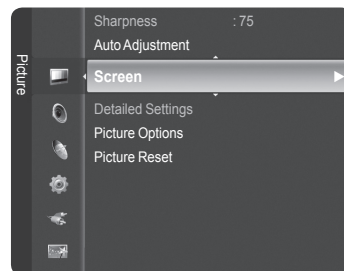 Picture
Sharpness : 75
Auto Adjustment
Screen
Detailed Settings
Picture Options
Picture Reset